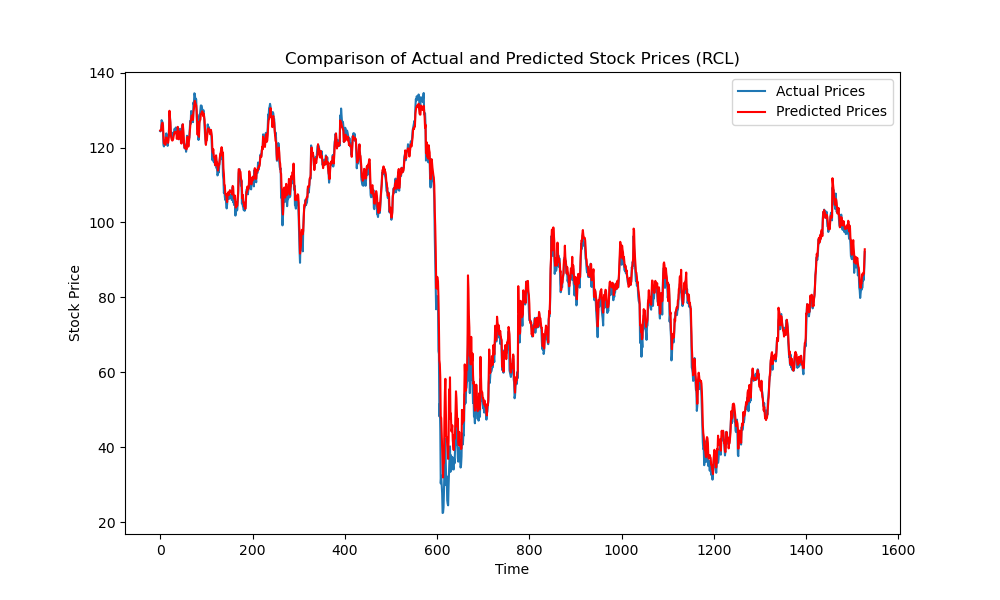 Comparison of Actual and Predicted Stock Prices (RCL)
Actual Prices
Predicted Prices
Stock Price
140
120
100
80
60
40
20
0 200 400 600 800 1000 1200 1400 1600
Time